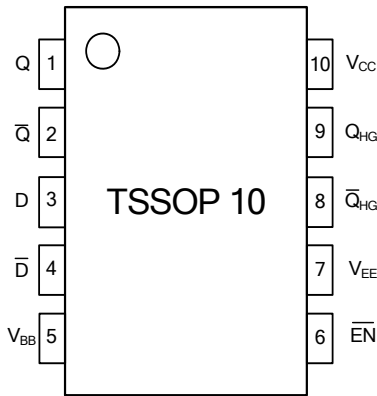 Q 1 10 V_CC
Q̅ 2 9 Q_HG
D 3 TSSOP 10 8 Q̅_HG
D̅ 4 7 V_EE
V_BB 5 6 E̅N̅